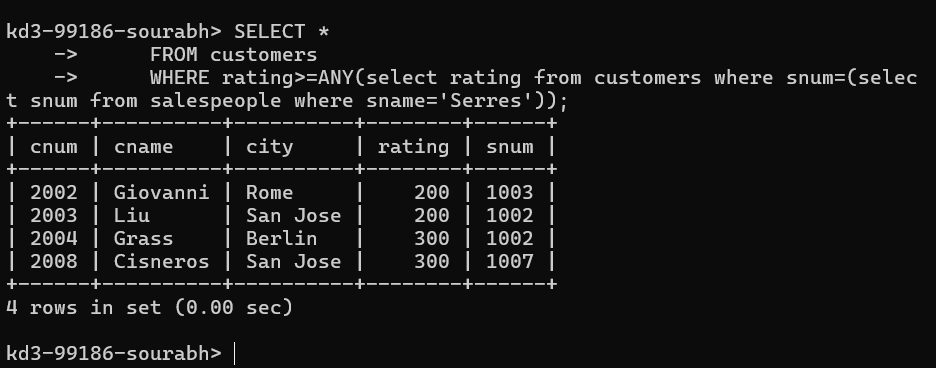 kd3-99186-sourabh> SELECT *
    ->      FROM customers
    ->      WHERE rating>=ANY(select rating from customers where snum=(selec
t snum from salespeople where sname='Serres'));
+------+----------+----------+--------+------+
| cnum | cname    | city     | rating | snum |
+------+----------+----------+--------+------+
| 2002 | Giovanni | Rome     |    200 | 1003 |
| 2003 | Liu      | San Jose |    200 | 1002 |
| 2004 | Grass    | Berlin   |    300 | 1002 |
| 2008 | Cisneros | San Jose |    300 | 1007 |
+------+----------+----------+--------+------+
4 rows in set (0.00 sec)
kd3-99186-sourabh>